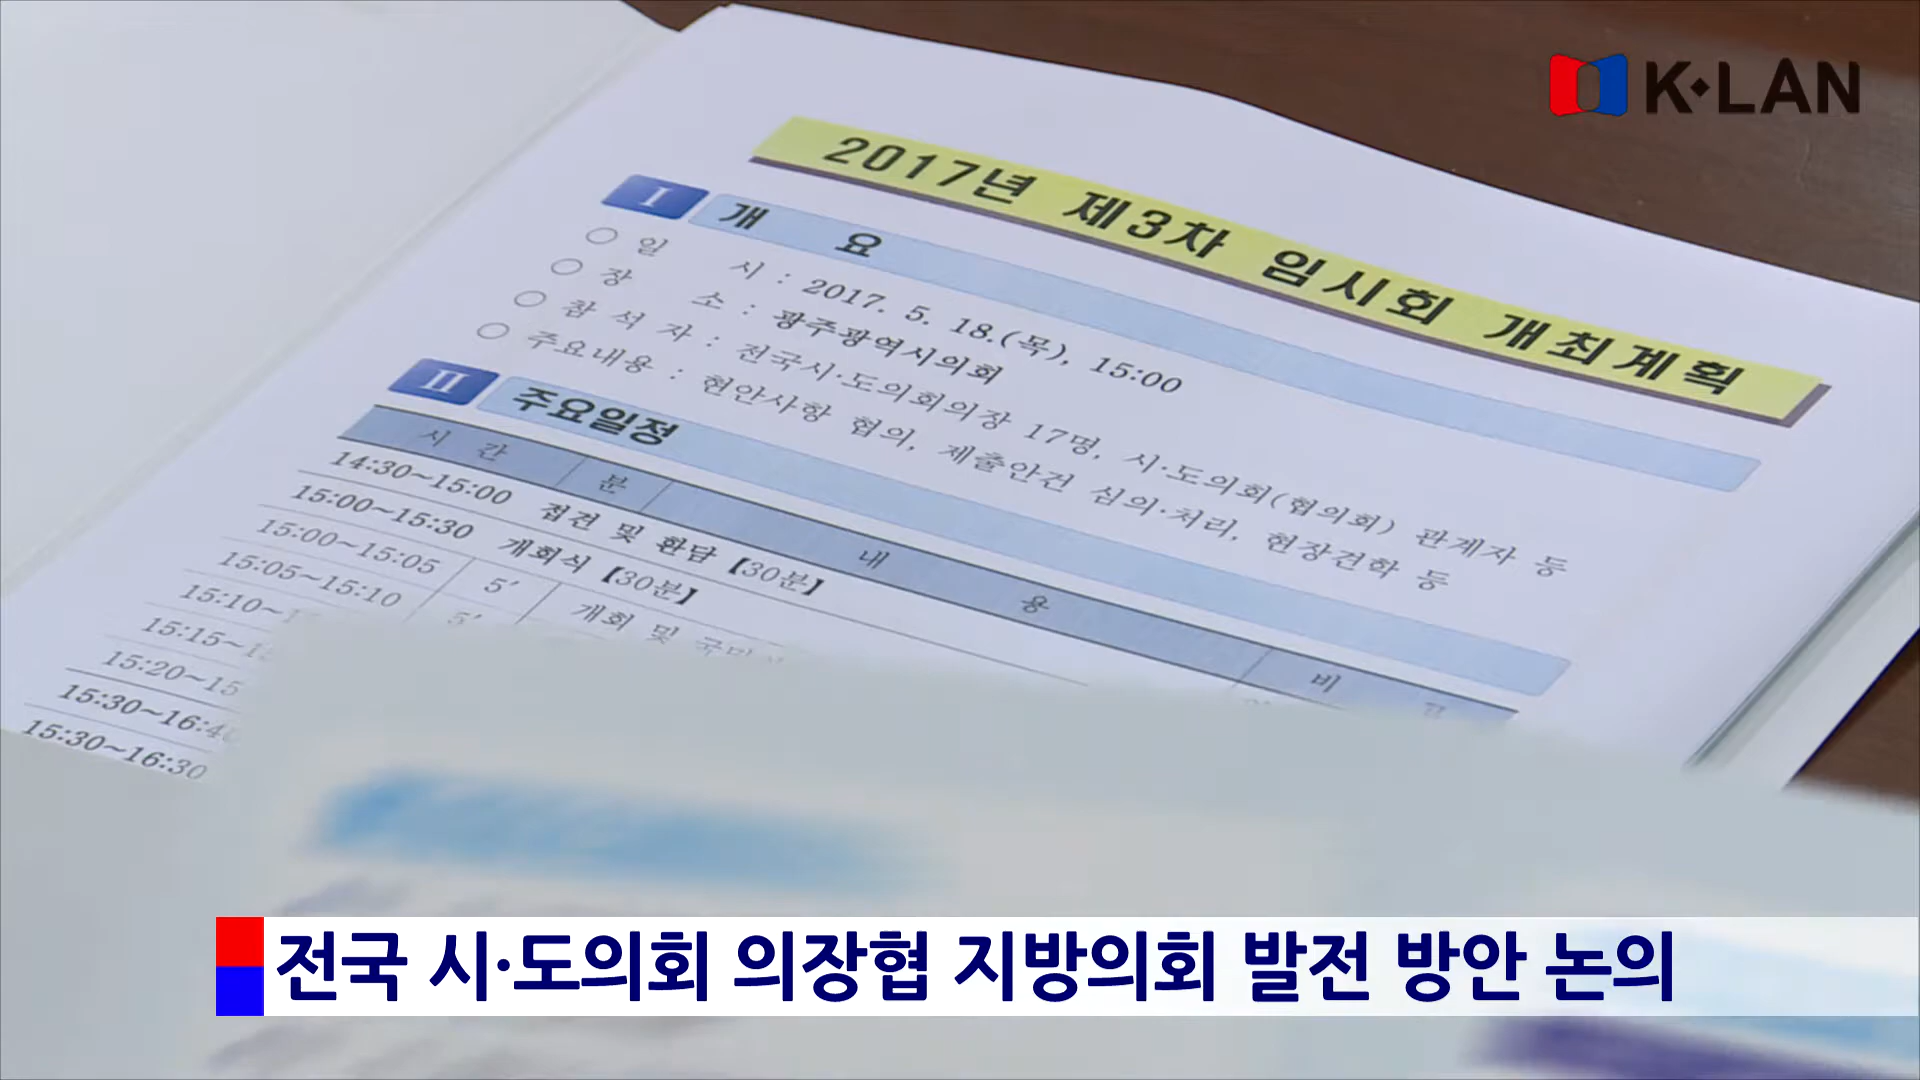 K·LAN
2017년 제3차 임시회 개최계획
Ⅰ 개 요
○ 일 시 : 2017. 5. 18.(목), 15:00
○ 장 소 : 광주광역시의회
○ 참 석 자 : 전국시·도의회의장 17명, 시·도의회(협의회) 관계자 등
○ 주요내용 : 현안사항 협의, 제출안건 심의·처리, 현장견학 등
Ⅱ 주요일정
시 간 분 내 용 비 고
14:30~15:00 접견 및 환담 【30분】
15:00~15:30 개회식 【30분】
15:00~15:05 5′ 개회 및
15:05~15:10 5′
15:10~
15:15~
15:20~15
15:30~16:40
15:30~16:30
전국 시·도의회 의장협 지방의회 발전 방안 논의